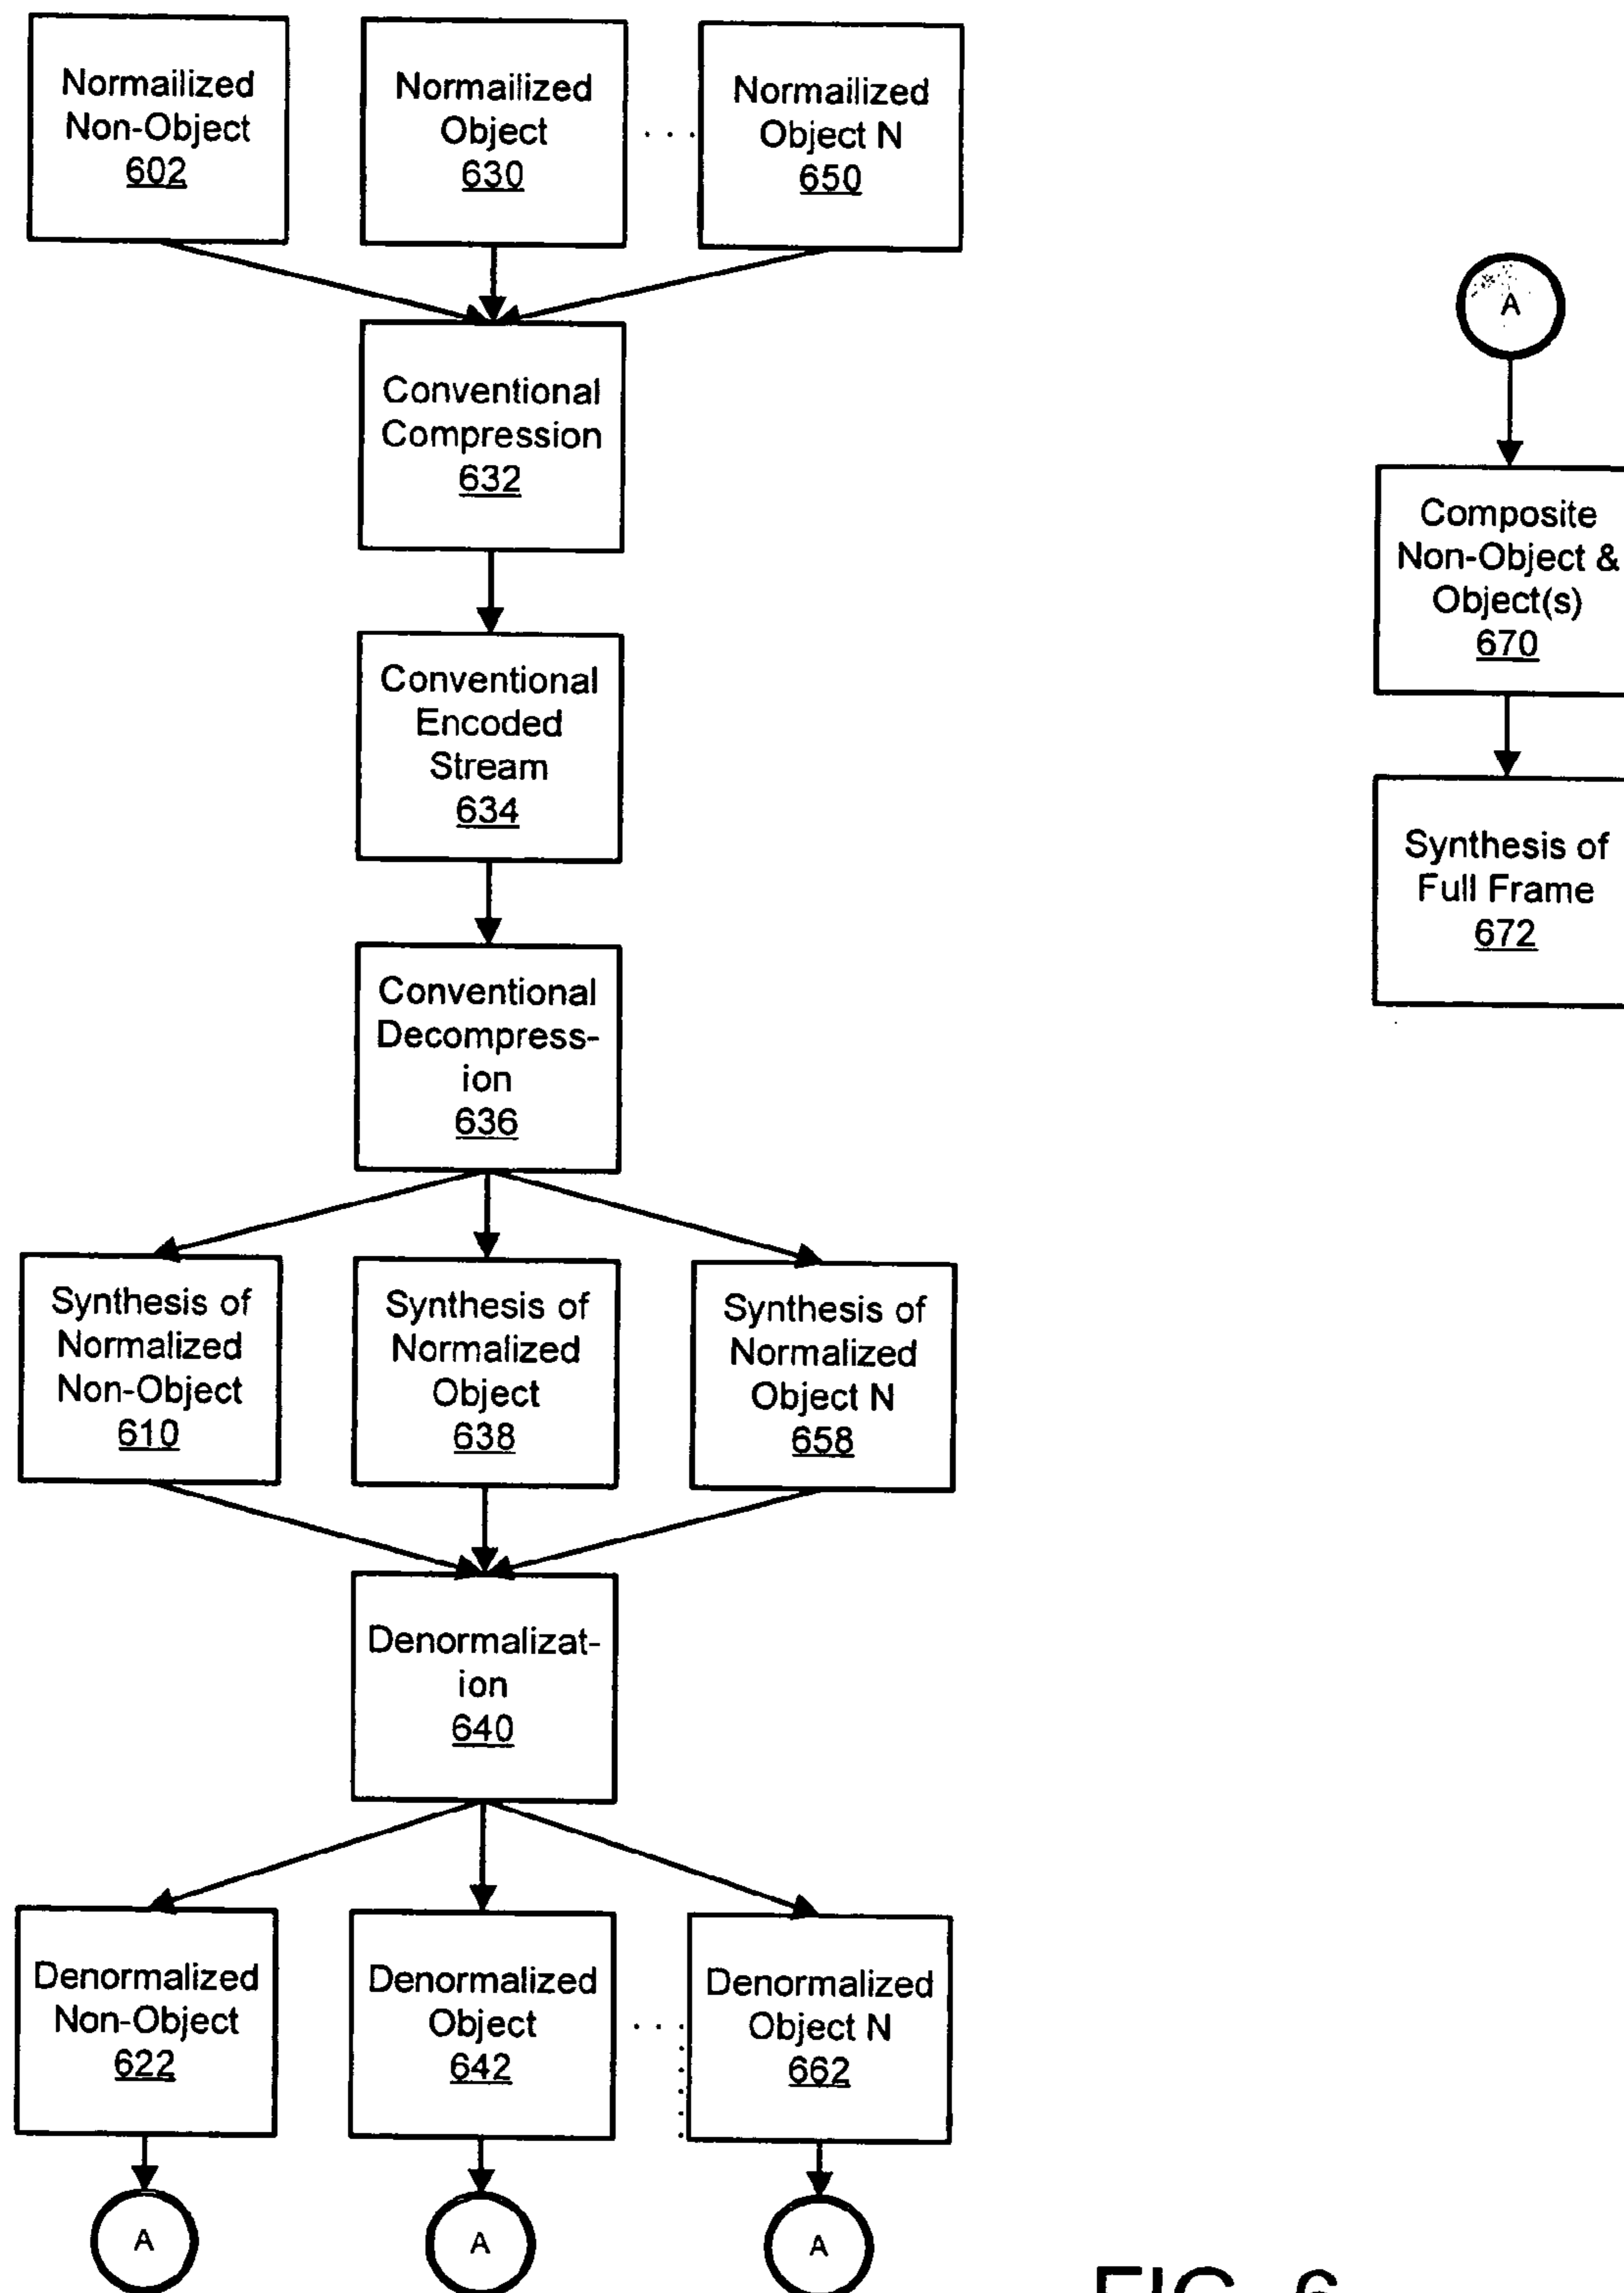 Normailized
Non-Object
602
Normailized
Object
630
. . .
Normailized
Object N
650
Conventional
Compression
632
Conventional
Encoded
Stream
634
Conventional
Decompress-
ion
636
Synthesis of
Normalized
Non-Object
610
Synthesis of
Normalized
Object
638
Synthesis of
Normalized
Object N
658
Denormalizat-
ion
640
Denormalized
Non-Object
622
Denormalized
Object
642
. . .
Denormalized
Object N
662
A
A
A
A
Composite
Non-Object &
Object(s)
670
Synthesis of
Full Frame
672
FIG. 6